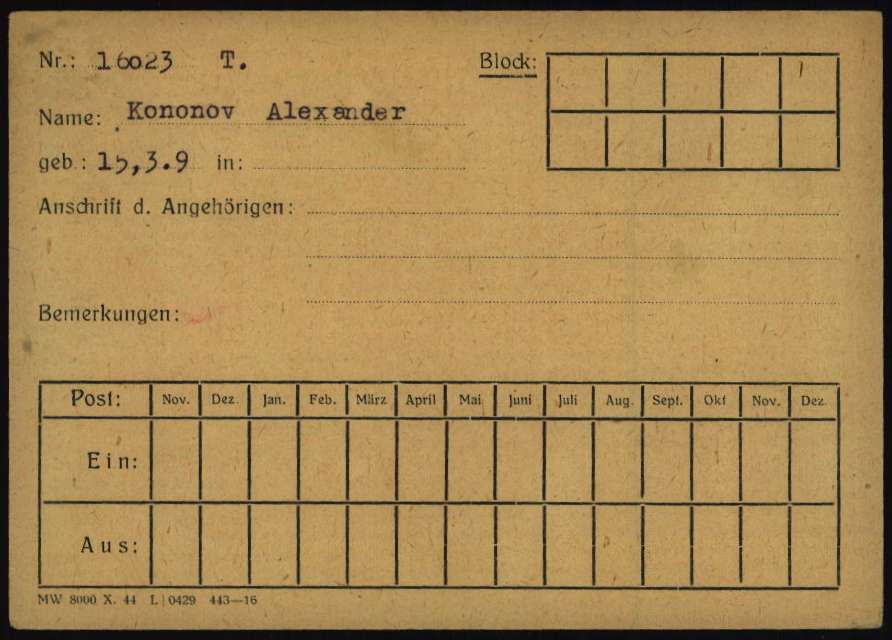 Nr.: 16023 T.
Block:
Name: Kononov Alexander
geb.: 15,3.9 in:
Anschrift d. Angehörigen:
Bemerkungen:
Post: Nov. Dez. Jan. Feb. März April Mai Juni Juli Aug. Sept. Okt Nov. Dez.
Ein:
Aus:
MW 8000 X. 44 L 0429 443—16